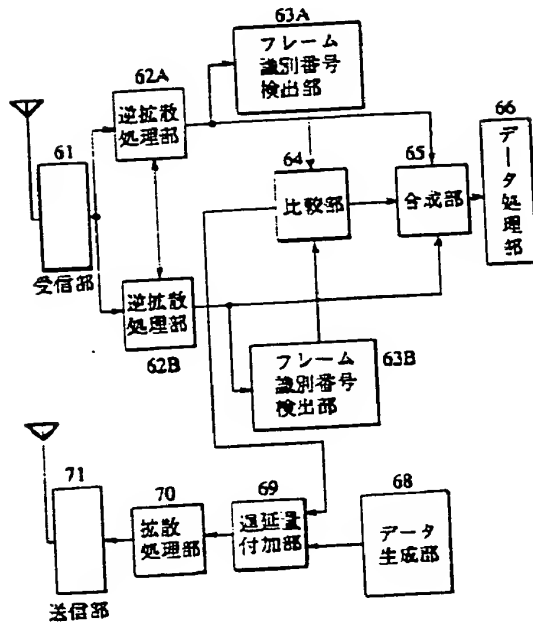 63A
フレーム
識別番号
検出部
62A
逆拡散
処理部
61
受信部
64
比較部
65
合成部
66
データ処理部
逆拡散
処理部
62B
フレーム
識別番号
検出部
63B
71
送信部
70
拡散
処理部
69
遅延量
付加部
68
データ
生成部